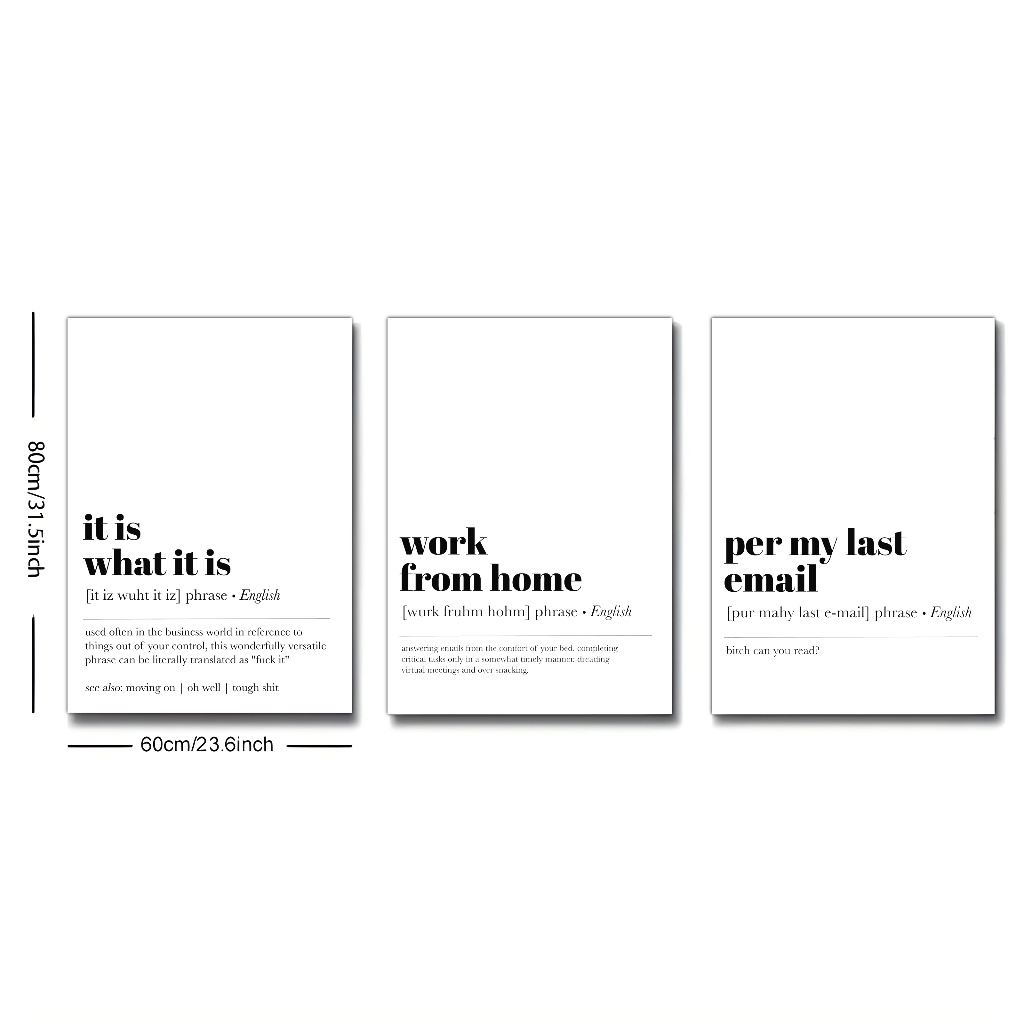 80cm/31.5inch
it is
what it is
[it iz wuht it iz] phrase • English
used often in the business world in reference to
things out of your control, this wonderfully versatile
phrase can be literally translated as "fuck it"
see also: moving on | oh well | tough shit
60cm/23.6inch
work
from home
[wurk fruhm hohm] phrase • English
answering emails from the comfort of your bed. completing
critical tasks only in a somewhat timely manner. dreading
virtual meetings and over snacking.
per my last
email
[pur mahy last e-mail] phrase • English
bitch can you read?